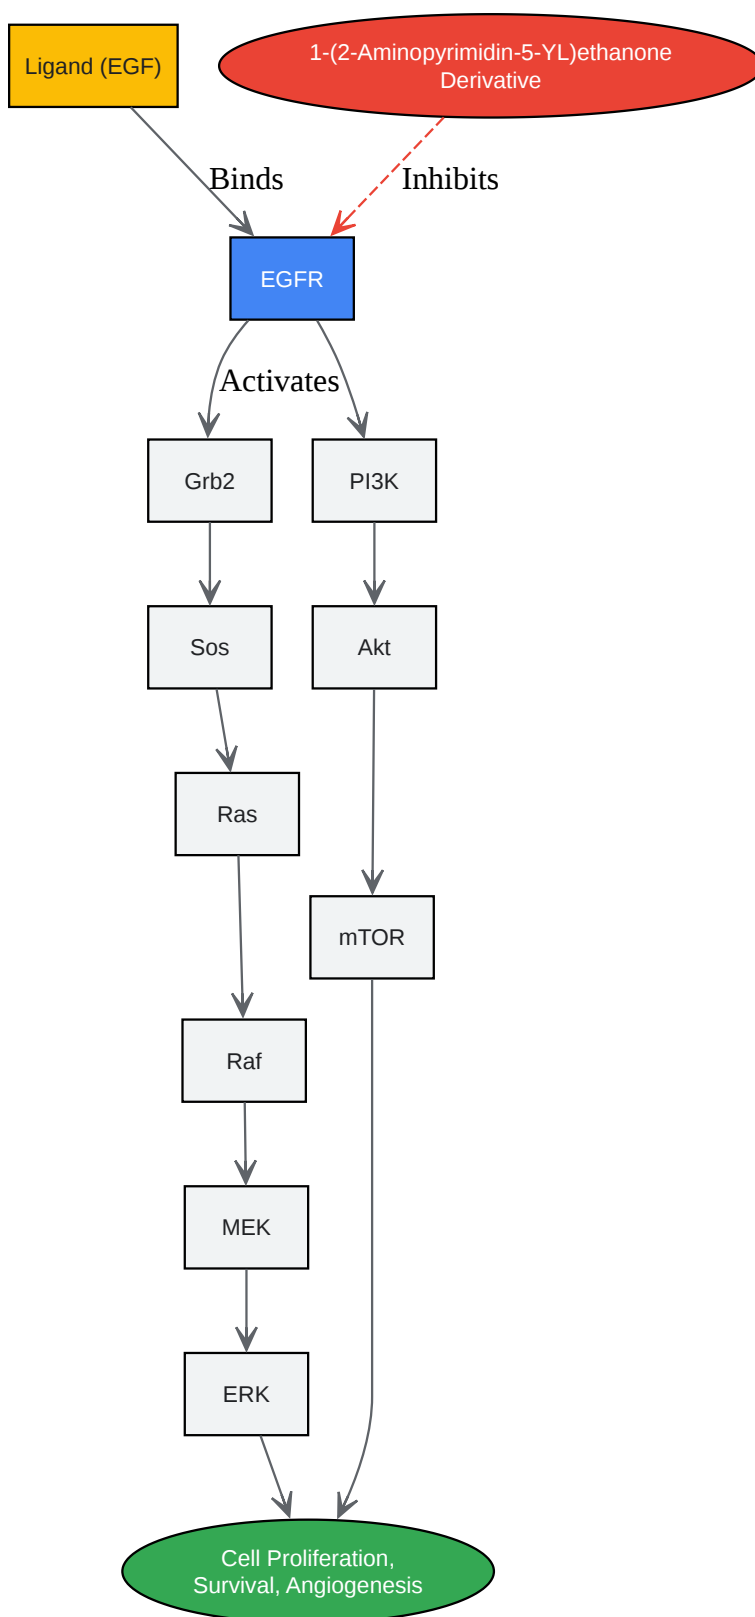 Ligand (EGF)
1-(2-Aminopyrimidin-5-YL)ethanone
Derivative
Binds
Inhibits
EGFR
Activates
Grb2
PI3K
Sos
Akt
Ras
mTOR
Raf
MEK
ERK
Cell Proliferation,
Survival, Angiogenesis